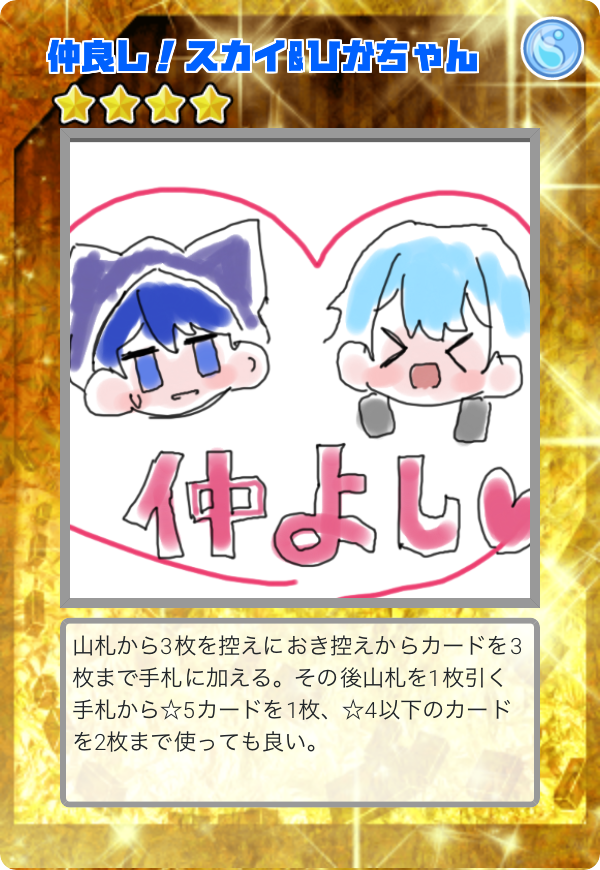 仲良し！スカイ&ひかちゃん
仲よし
山札から3枚を控えにおき控えからカードを3
枚まで手札に加える。その後山札を1枚引く
手札から☆5カードを1枚、☆4以下のカード
を2枚まで使っても良い。